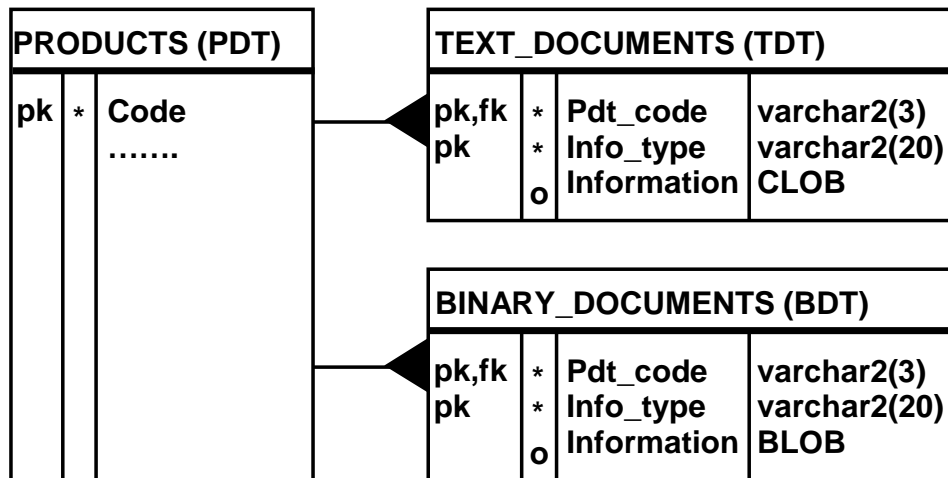 PRODUCTS (PDT)
pk * Code
…….
TEXT_DOCUMENTS (TDT)
pk,fk * Pdt_code varchar2(3)
pk * Info_type varchar2(20)
o Information CLOB
BINARY_DOCUMENTS (BDT)
pk,fk * Pdt_code varchar2(3)
pk * Info_type varchar2(20)
o Information BLOB